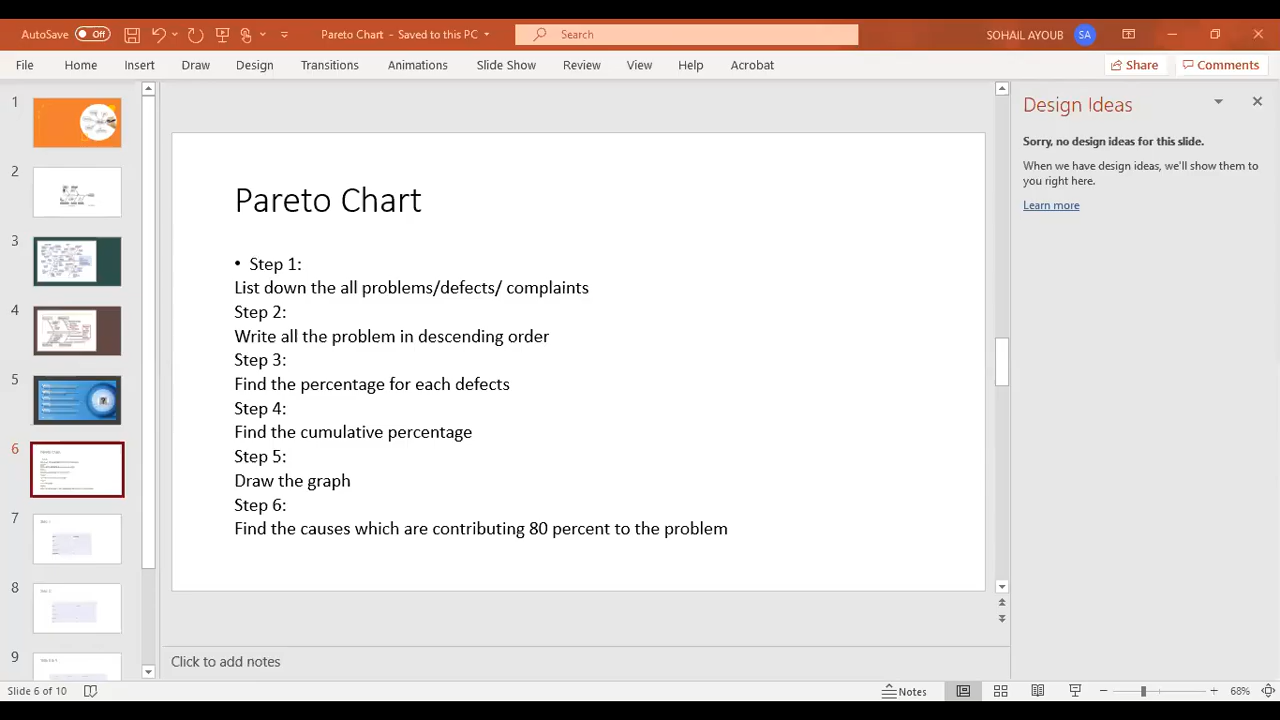 AutoSave Off Pareto Chart - Saved to this PC Search SOHAIL AYOUB SA
File Home Insert Draw Design Transitions Animations Slide Show Review View Help Acrobat Share Comments
1
2
3
4
5
6
7
8
9
Pareto Chart
• Step 1:
List down the all problems/defects/ complaints
Step 2:
Write all the problem in descending order
Step 3:
Find the percentage for each defects
Step 4:
Find the cumulative percentage
Step 5:
Draw the graph
Step 6:
Find the causes which are contributing 80 percent to the problem
Click to add notes
Design Ideas
Sorry, no design ideas for this slide.
When we have design ideas, we'll show them to
you right here.
Learn more
Slide 6 of 10 Notes 68%